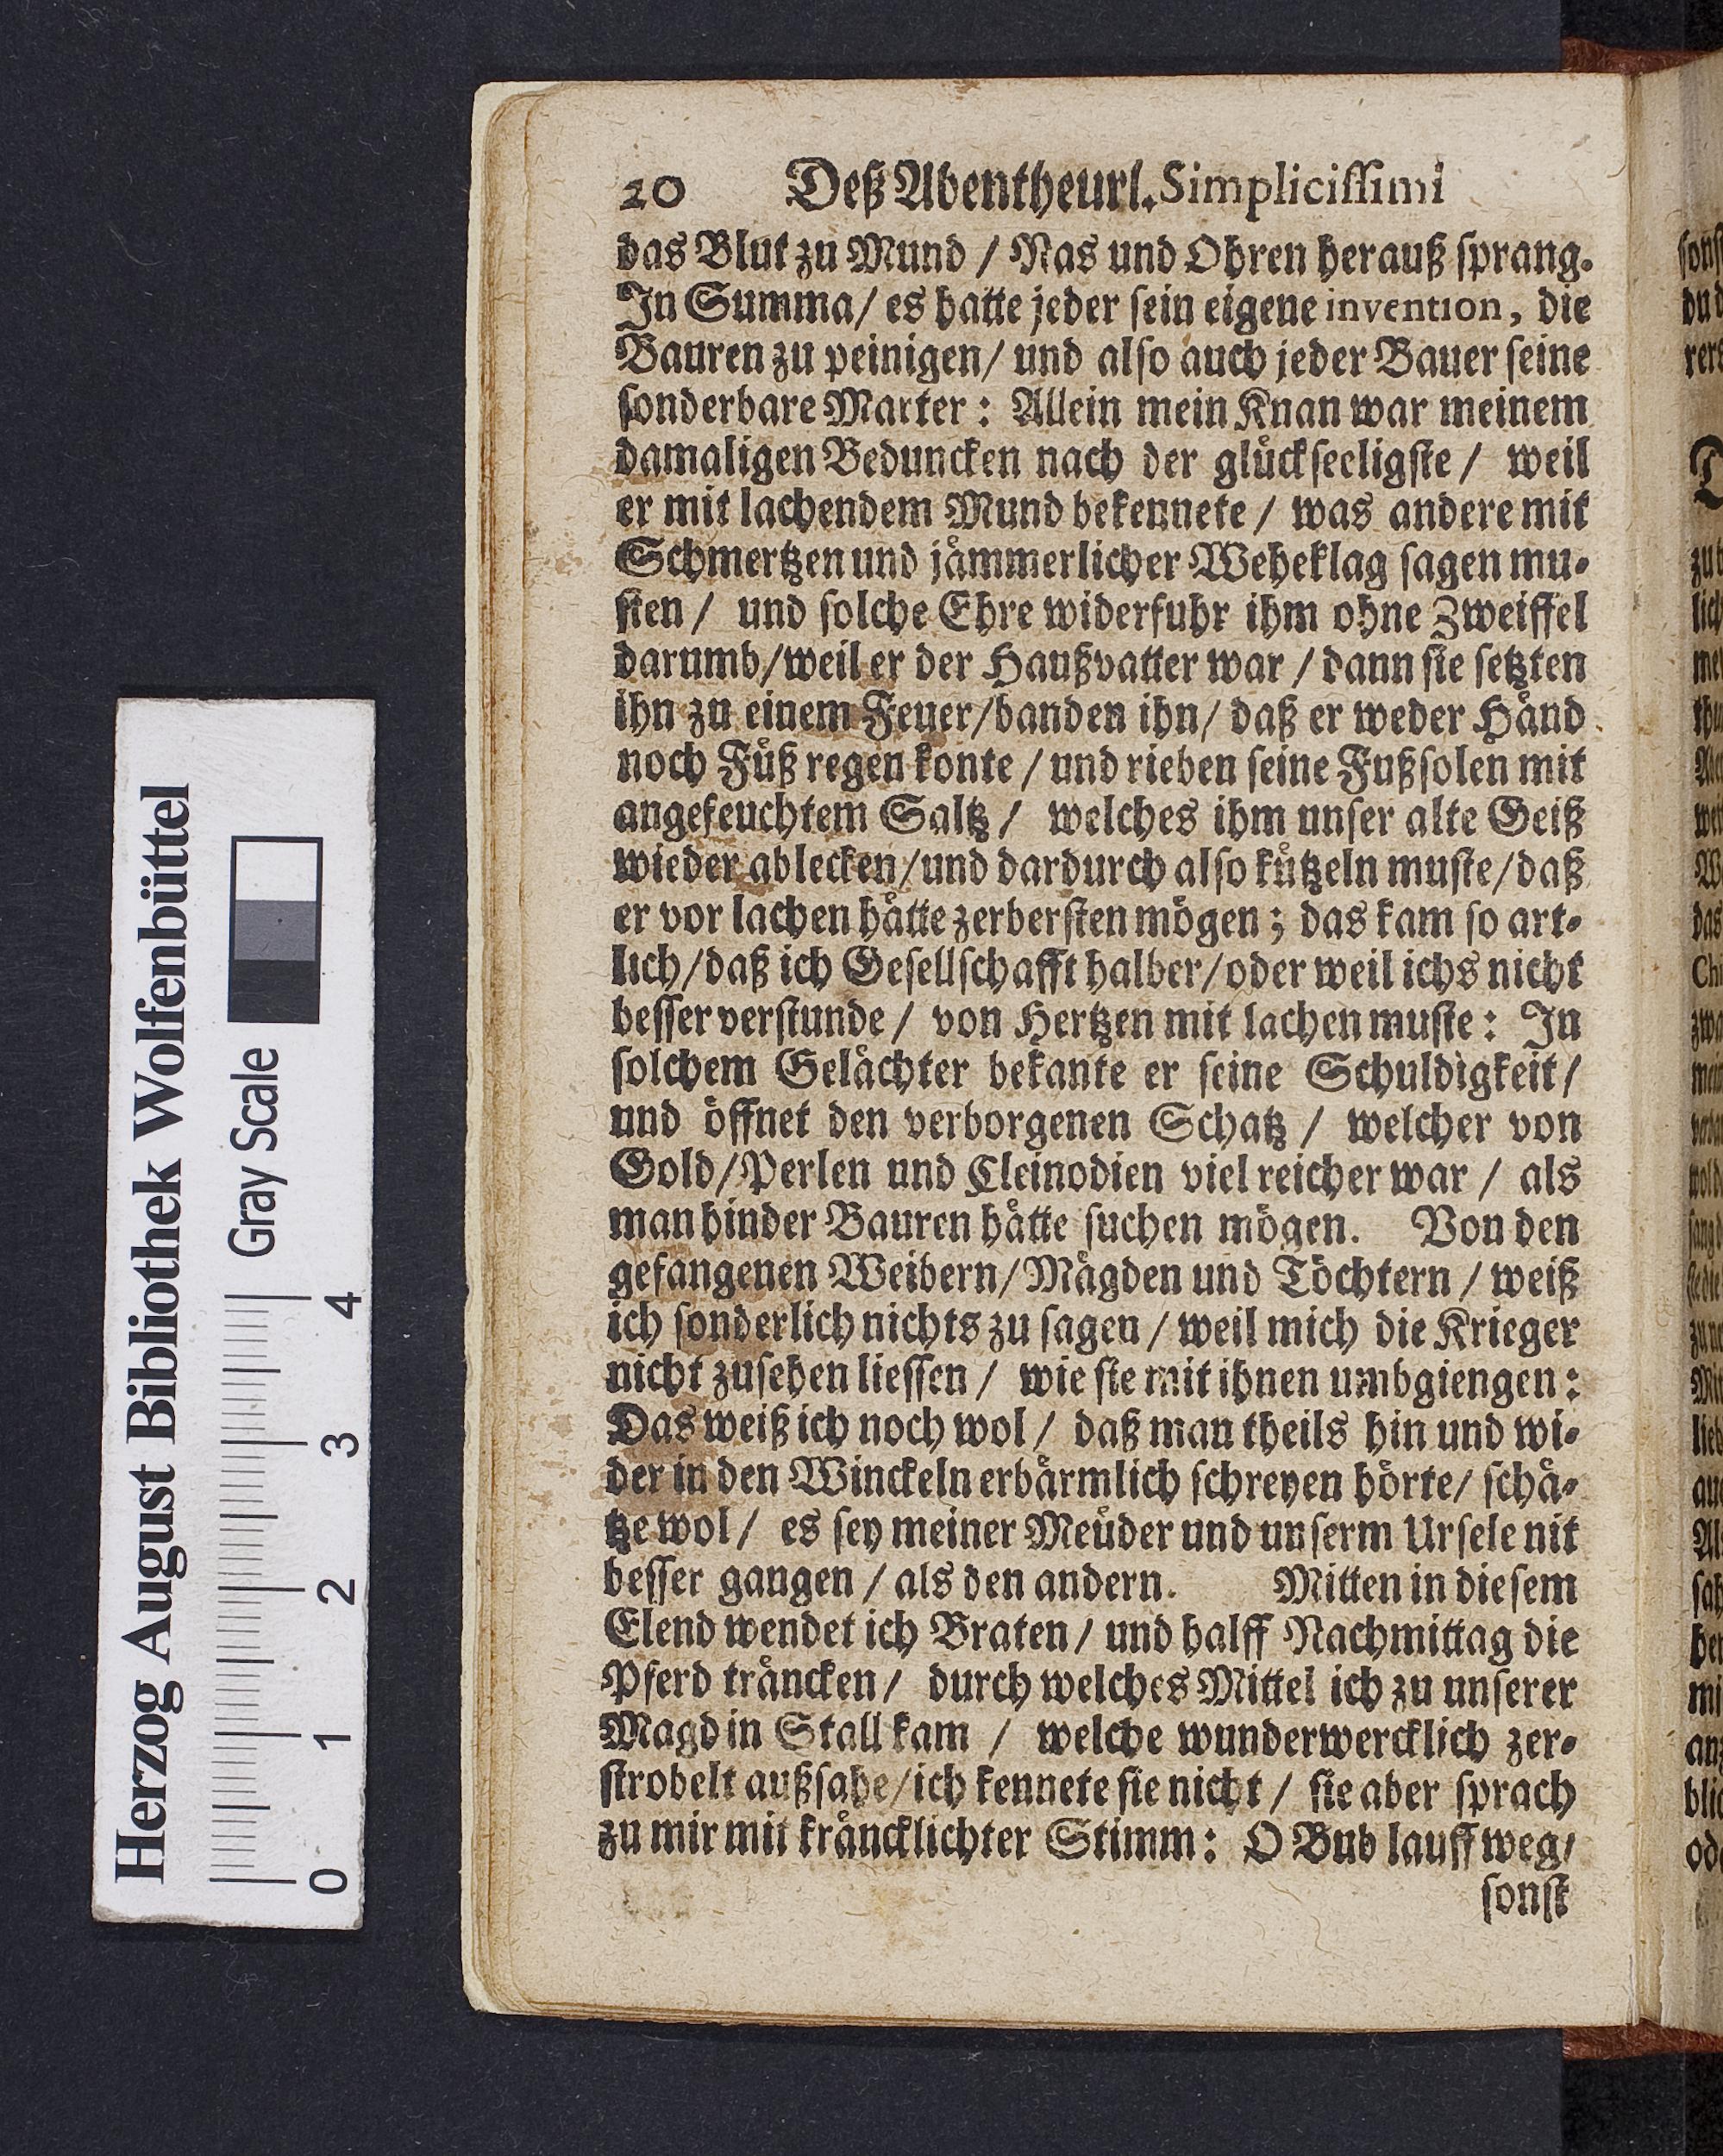 20 Deß Abentheurl. Simplicissimi
das Blut zu Mund / Nas und Ohren herauß sprang.
In Summa / es hatte jeder sein eigene invention, die
Bauren zu peinigen / und also auch jeder Bauer seine
sonderbare Marter: Allein mein Knan war meinem
damaligen Beduncken nach der glückseeligste / weil
er mit lachendem Mund bekennete / was andere mit
Schmertzen und jämmerlicher Weheklag sagen mu-
sten / und solche Ehre widerfuhr ihm ohne Zweiffel
darumb / weil er der Haußvatter war / dann sie setzten
ihn zu einem Feuer / banden ihn / daß er weder Händ
noch Füß regen konte / und rieben seine Fußsolen mit
angefeuchtem Saltz / welches ihm unser alte Geiß
wieder ablecken / und dardurch also kützeln muste / daß
er vor lachen hätte zerbersten mögen; das kam so art-
lich / daß ich Gesellschafft halber / oder weil ichs nicht
besser verstunde / von Hertzen mit lachen muste: In
solchem Gelächter bekante er seine Schuldigkeit /
und öffnet den verborgenen Schatz / welcher von
Gold / Perlen und Cleinodien viel reicher war / als
man hinder Bauren hätte suchen mögen. Von den
gefangenen Weibern / Mägden und Töchtern / weiß
ich sonderlich nichts zu sagen / weil mich die Krieger
nicht zusehen liessen / wie sie mit ihnen umbgiengen:
Das weiß ich noch wol / daß man theils hin und wi-
der in den Winckeln erbärmlich schreyen hörte / schä-
tze wol / es sey meiner Meüder und unserm Ursele nit
besser gangen / als den andern. Mitten in diesem
Elend wendet ich Braten / und halff Nachmittag die
Pferd träncken / durch welches Mittel ich zu unserer
Magd in Stall kam / welche wunderwercklich zer-
strobelt außsahe / ich kennete sie nicht / sie aber sprach
zu mir mit kräncklichter Stimm: O Bub lauff weg /
sonst
Herzog August Bibliothek Wolfenbüttel
Gray Scale
0 1 2 3 4